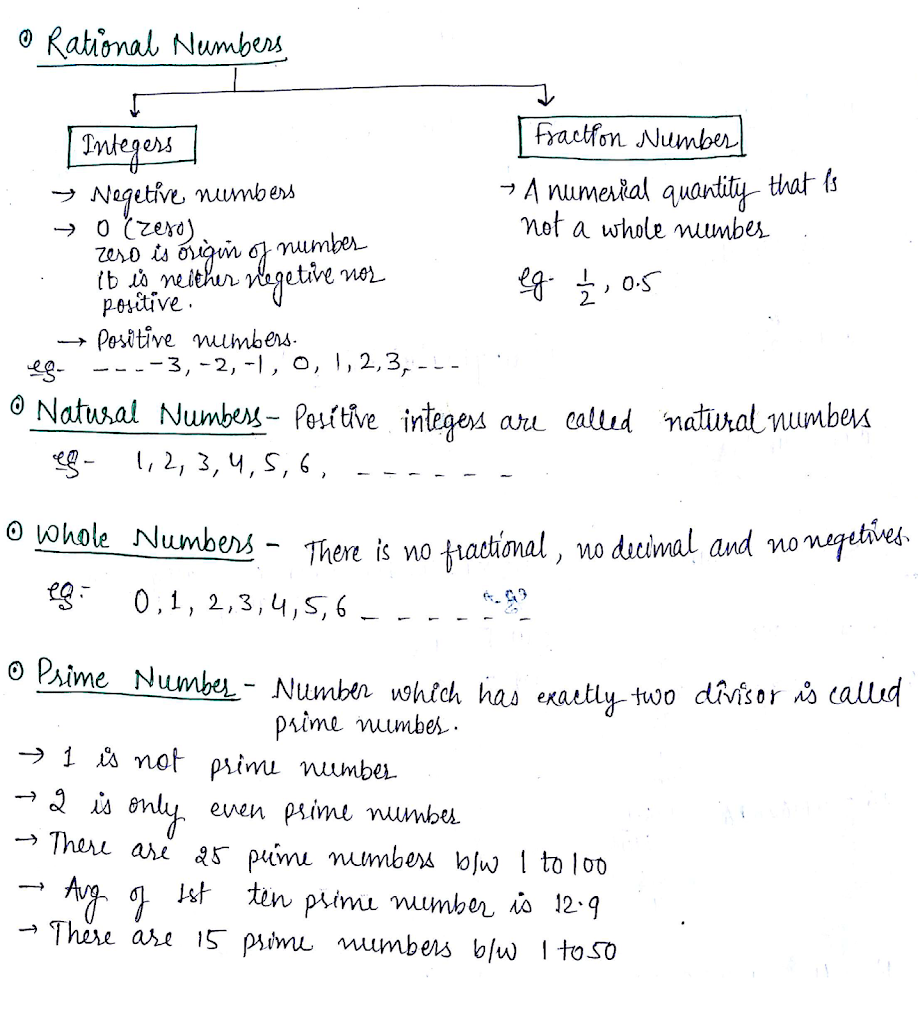 Rational Numbers
Integers
Fraction Number
→ Negetive numbers
→ 0 (zero)
zero is origin of number
it is neither negetive nor
positive.
→ Positive numbers.
eg- ----3, -2, -1, 0, 1, 2, 3, ---
→ A numerical quantity that is
not a whole number
eg 1/2, 0.5
Natural Numbers - Positive integers are called natural numbers
eg- 1, 2, 3, 4, 5, 6, ------
Whole Numbers - There is no fractional, no decimal and no negetives.
eg- 0, 1, 2, 3, 4, 5, 6 ------
Prime Number - Number which has exactly two divisor is called
prime number.
→ 1 is not prime number
→ 2 is only even prime number
→ There are 25 prime numbers b/w 1 to 100
→ Avg of 1st ten prime number is 12.9
→ There are 15 prime numbers b/w 1 to 50